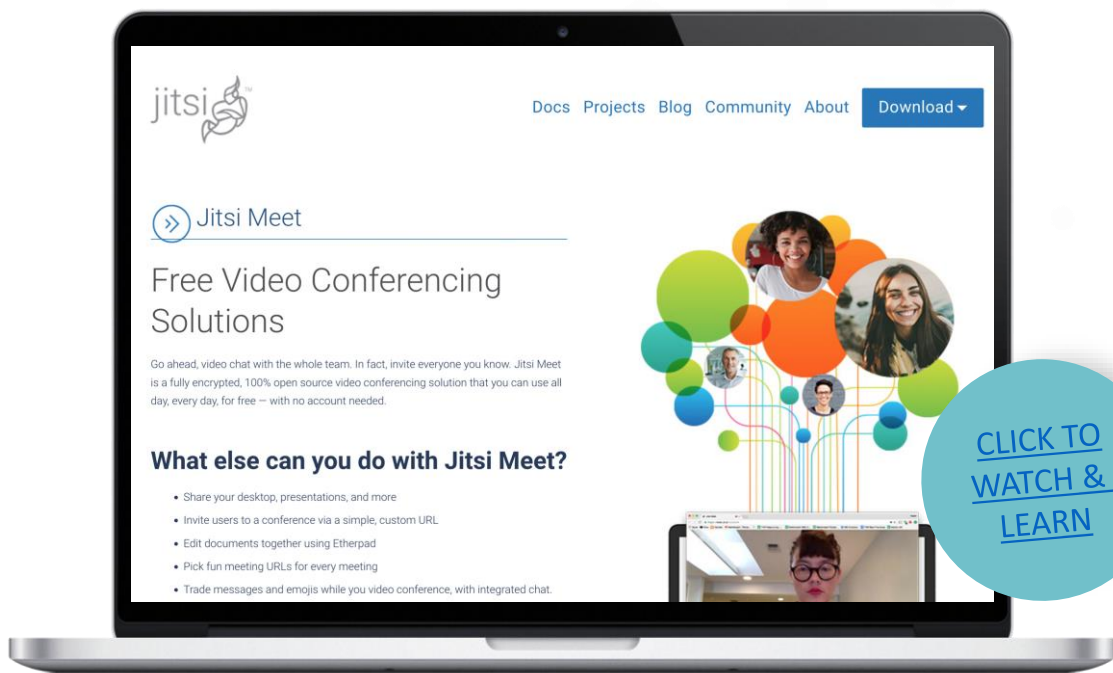 jitsi
Docs Projects Blog Community About Download
Jitsi Meet
Free Video Conferencing
Solutions
Go ahead, video chat with the whole team. In fact, invite everyone you know. Jitsi Meet
is a fully encrypted, 100% open source video conferencing solution that you can use all
day, every day, for free — with no account needed.
What else can you do with Jitsi Meet?
• Share your desktop, presentations, and more
• Invite users to a conference via a simple, custom URL
• Edit documents together using Etherpad
• Pick fun meeting URLs for every meeting
• Trade messages and emojis while you video conference, with integrated chat.
CLICK TO
WATCH &
LEARN